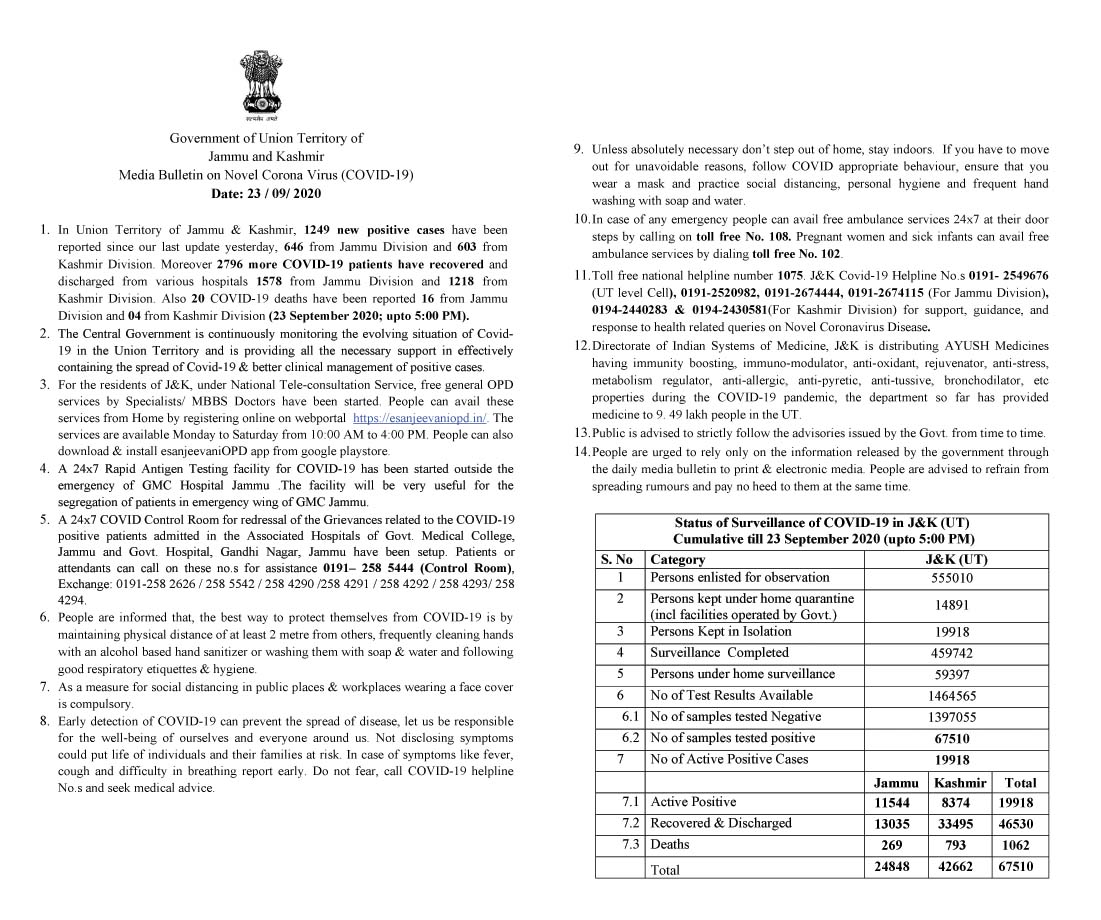 सत्यमेव जयते
Government of Union Territory of
Jammu and Kashmir
Media Bulletin on Novel Corona Virus (COVID-19)
Date: 23 / 09/ 2020
1. In Union Territory of Jammu & Kashmir, 1249 new positive cases have been
reported since our last update yesterday, 646 from Jammu Division and 603 from
Kashmir Division. Moreover 2796 more COVID-19 patients have recovered and
discharged from various hospitals 1578 from Jammu Division and 1218 from
Kashmir Division. Also 20 COVID-19 deaths have been reported 16 from Jammu
Division and 04 from Kashmir Division (23 September 2020; upto 5:00 PM).
2. The Central Government is continuously monitoring the evolving situation of Covid-
19 in the Union Territory and is providing all the necessary support in effectively
containing the spread of Covid-19 & better clinical management of positive cases.
3. For the residents of J&K, under National Tele-consultation Service, free general OPD
services by Specialists/ MBBS Doctors have been started. People can avail these
services from Home by registering online on webportal https://esanjeevaniopd.in/. The
services are available Monday to Saturday from 10:00 AM to 4:00 PM. People can also
download & install esanjeevaniOPD app from google playstore.
4. A 24x7 Rapid Antigen Testing facility for COVID-19 has been started outside the
emergency of GMC Hospital Jammu .The facility will be very useful for the
segregation of patients in emergency wing of GMC Jammu.
5. A 24x7 COVID Control Room for redressal of the Grievances related to the COVID-19
positive patients admitted in the Associated Hospitals of Govt. Medical College,
Jammu and Govt. Hospital, Gandhi Nagar, Jammu have been setup. Patients or
attendants can call on these no.s for assistance 0191– 258 5444 (Control Room),
Exchange: 0191-258 2626 / 258 5542 / 258 4290 /258 4291 / 258 4292 / 258 4293/ 258
4294.
6. People are informed that, the best way to protect themselves from COVID-19 is by
maintaining physical distance of at least 2 metre from others, frequently cleaning hands
with an alcohol based hand sanitizer or washing them with soap & water and following
good respiratory etiquettes & hygiene.
7. As a measure for social distancing in public places & workplaces wearing a face cover
is compulsory.
8. Early detection of COVID-19 can prevent the spread of disease, let us be responsible
for the well-being of ourselves and everyone around us. Not disclosing symptoms
could put life of individuals and their families at risk. In case of symptoms like fever,
cough and difficulty in breathing report early. Do not fear, call COVID-19 helpline
No.s and seek medical advice.
9. Unless absolutely necessary don’t step out of home, stay indoors. If you have to move
out for unavoidable reasons, follow COVID appropriate behaviour, ensure that you
wear a mask and practice social distancing, personal hygiene and frequent hand
washing with soap and water.
10. In case of any emergency people can avail free ambulance services 24x7 at their door
steps by calling on toll free No. 108. Pregnant women and sick infants can avail free
ambulance services by dialing toll free No. 102.
11. Toll free national helpline number 1075. J&K Covid-19 Helpline No.s 0191- 2549676
(UT level Cell), 0191-2520982, 0191-2674444, 0191-2674115 (For Jammu Division),
0194-2440283 & 0194-2430581(For Kashmir Division) for support, guidance, and
response to health related queries on Novel Coronavirus Disease.
12. Directorate of Indian Systems of Medicine, J&K is distributing AYUSH Medicines
having immunity boosting, immuno-modulator, anti-oxidant, rejuvenator, anti-stress,
metabolism regulator, anti-allergic, anti-pyretic, anti-tussive, bronchodilator, etc
properties during the COVID-19 pandemic, the department so far has provided
medicine to 9. 49 lakh people in the UT.
13. Public is advised to strictly follow the advisories issued by the Govt. from time to time.
14. People are urged to rely only on the information released by the government through
the daily media bulletin to print & electronic media. People are advised to refrain from
spreading rumours and pay no heed to them at the same time.
Status of Surveillance of COVID-19 in J&K (UT)
Cumulative till 23 September 2020 (upto 5:00 PM)
S. No Category J&K (UT)
1 Persons enlisted for observation 555010
2 Persons kept under home quarantine
(incl facilities operated by Govt.) 14891
3 Persons Kept in Isolation 19918
4 Surveillance Completed 459742
5 Persons under home surveillance 59397
6 No of Test Results Available 1464565
6.1 No of samples tested Negative 1397055
6.2 No of samples tested positive 67510
7 No of Active Positive Cases 19918
Jammu Kashmir Total
7.1 Active Positive 11544 8374 19918
7.2 Recovered & Discharged 13035 33495 46530
7.3 Deaths 269 793 1062
Total 24848 42662 67510